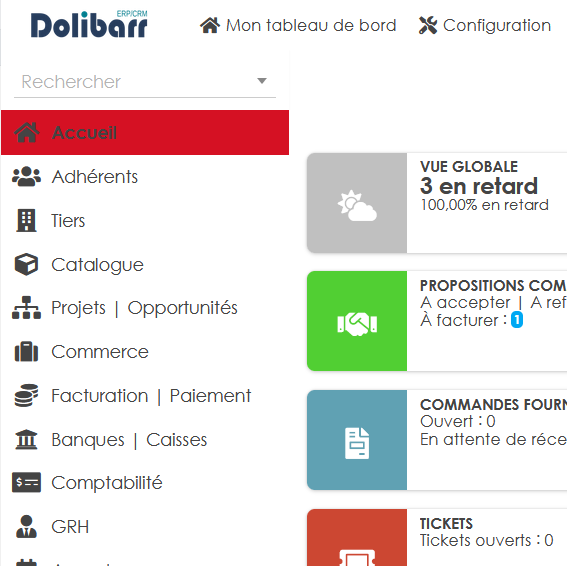 Dolibarr ERP/CRM
Mon tableau de bord
Configuration
Rechercher
Accueil
Adhérents
Tiers
Catalogue
Projets | Opportunités
Commerce
Facturation | Paiement
Banques | Caisses
Comptabilité
GRH
VUE GLOBALE
3 en retard
100,00% en retard
PROPOSITIONS COM
A accepter | A ref
À facturer : 1
COMMANDES FOURN
Ouvert : 0
En attente de réce
TICKETS
Tickets ouverts : 0